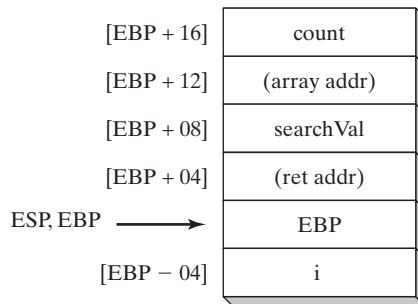 [EBP + 16] count
[EBP + 12] (array addr)
[EBP + 08] searchVal
[EBP + 04] (ret addr)
ESP, EBP EBP
[EBP − 04] i